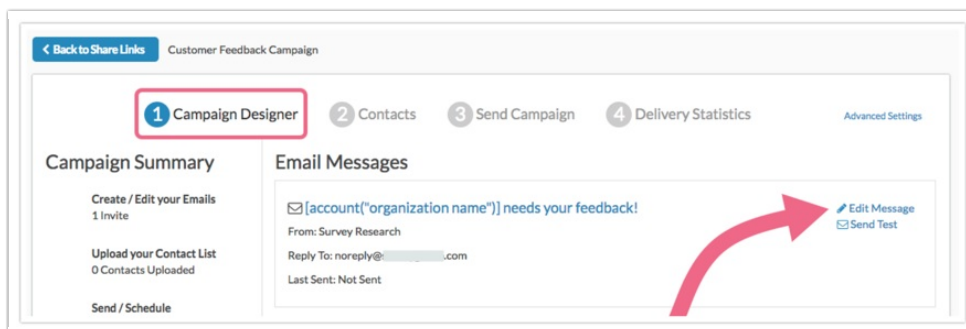 Back to Share Links Customer Feedback Campaign
1 Campaign Designer 2 Contacts 3 Send Campaign 4 Delivery Statistics Advanced Settings
Campaign Summary
Create / Edit your Emails
1 Invite
Upload your Contact List
0 Contacts Uploaded
Send / Schedule
Email Messages
[account("organization name")] needs your feedback!
From: Survey Research
Reply To: noreply@ .com
Last Sent: Not Sent
Edit Message
Send Test